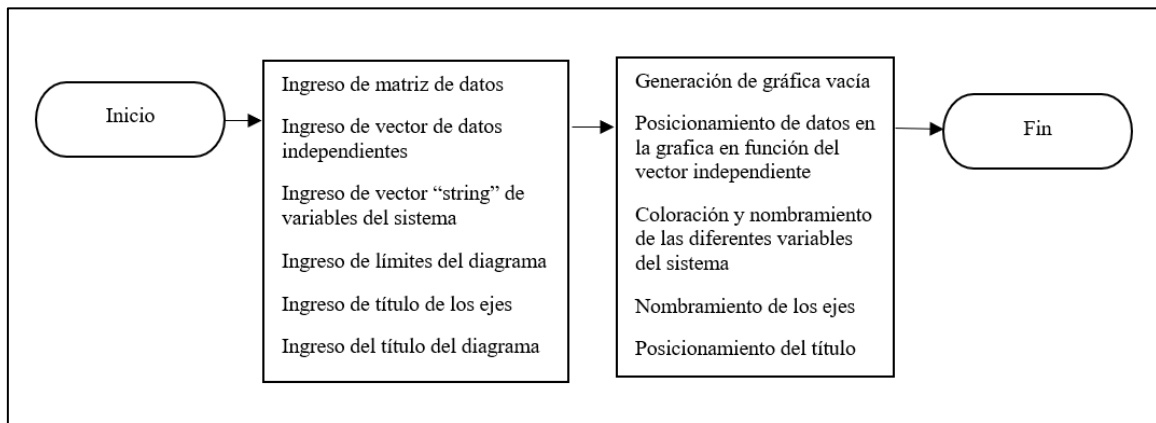 Inicio
Ingreso de matriz de datos
Ingreso de vector de datos
independientes
Ingreso de vector “string” de
variables del sistema
Ingreso de límites del diagrama
Ingreso de título de los ejes
Ingreso del título del diagrama
Generación de gráfica vacía
Posicionamiento de datos en
la grafica en función del
vector independiente
Coloración y nombramiento
de las diferentes variables
del sistema
Nombramiento de los ejes
Posicionamiento del título
Fin